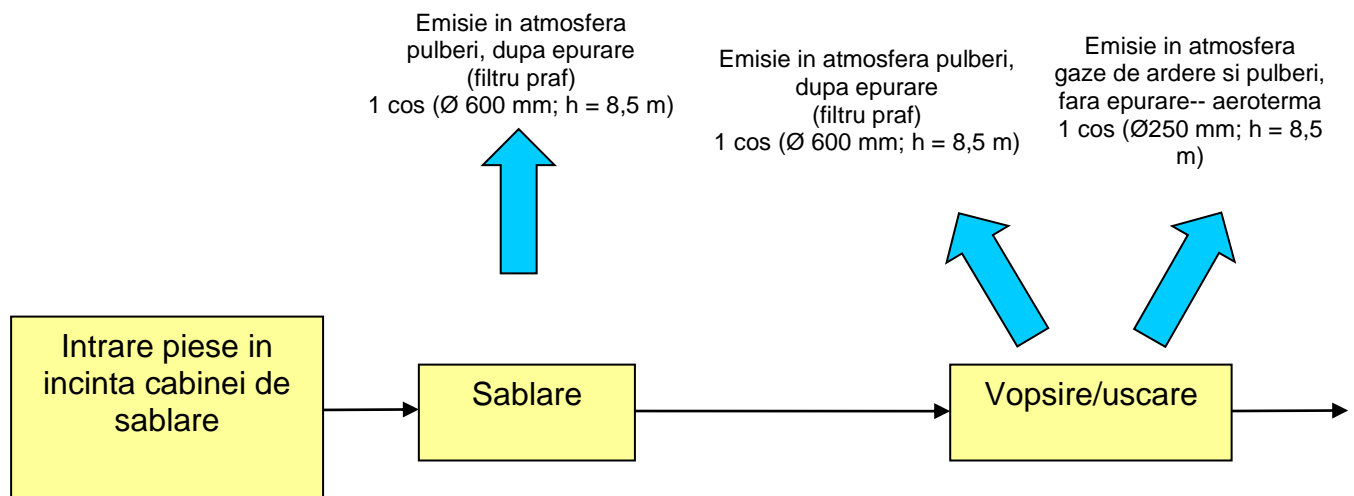 Emisie in atmosfera
pulberi, dupa epurare
(filtru praf)
1 cos (Ø 600 mm; h = 8,5 m)
Emisie in atmosfera pulberi,
dupa epurare
(filtru praf)
1 cos (Ø 600 mm; h = 8,5 m)
Emisie in atmosfera
gaze de ardere si pulberi,
fara epurare-- aeroterma
1 cos (Ø250 mm; h = 8,5
m)
Intrare piese in
incinta cabinei de
sablare
Sablare
Vopsire/uscare